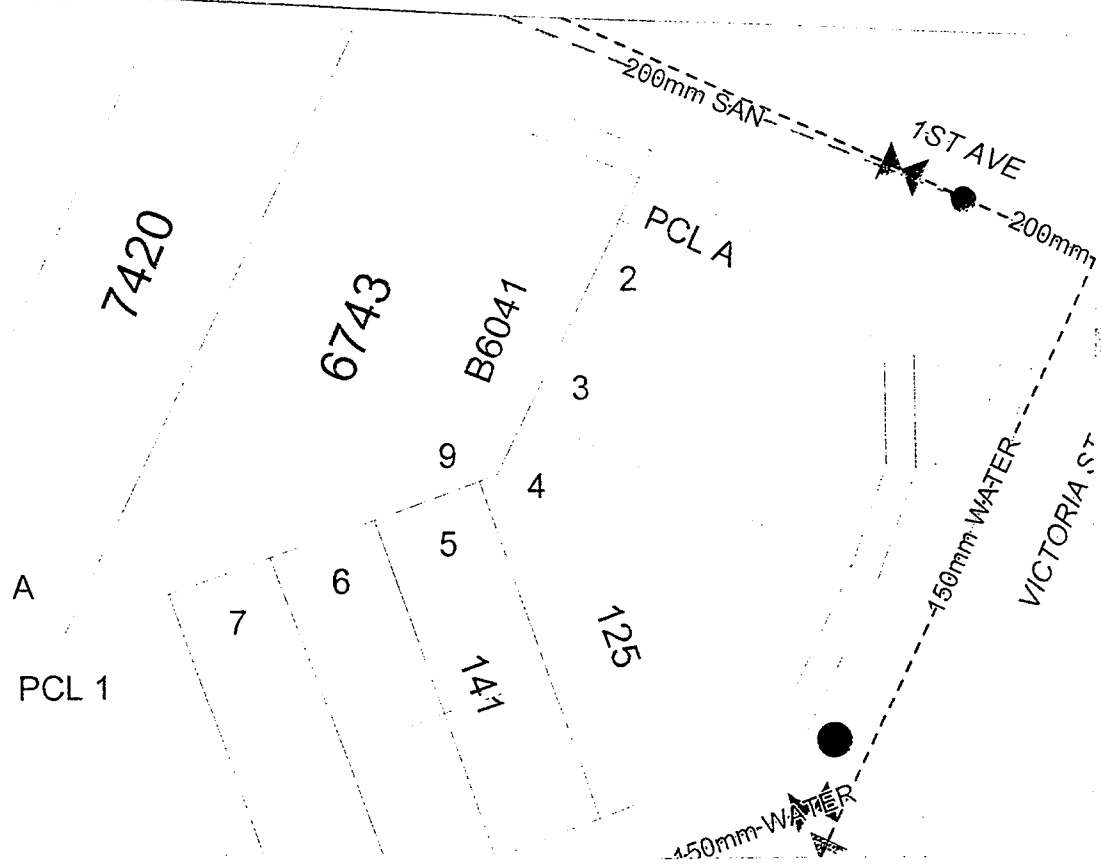 200mm SAN
1ST AVE
200mm
7420
PCL A
2
6743
B6041
3
9
4
5
150mm WATER
VICTORIA ST
A
6
7
125
PCL 1
141
150mm WATER